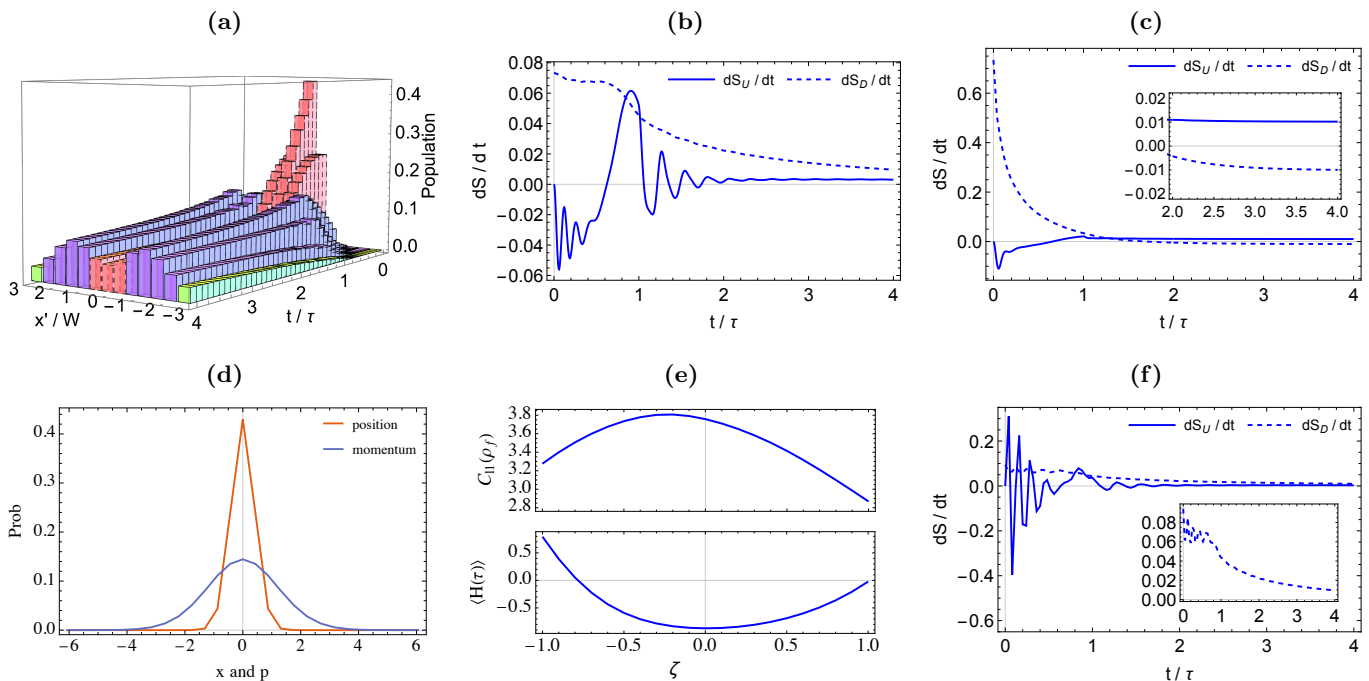 (a)
0.4
0.3
0.2
0.1
0.0
Population
3
2
1
0
−1
−2
−3
x' / W
4
3
2
1
0
t / τ
(b)
0.08
0.06
0.04
0.02
0.00
−0.02
−0.04
−0.06
dS / d t
dS_U / dt
dS_D / dt
0 1 2 3 4
t / τ
(c)
0.6
0.4
0.2
0.0
dS / dt
dS_U / dt
dS_D / dt
0.02
0.01
0.00
−0.01
−0.02
2.0 2.5 3.0 3.5 4.0
0 1 2 3 4
t / τ
(d)
0.4
0.3
0.2
0.1
0.0
Prob
position
momentum
−6 −4 −2 0 2 4 6
x and p
(e)
3.8
3.6
3.4
3.2
3.0
2.8
C_l1(ρ_f)
0.5
0.0
−0.5
⟨H(τ)⟩
−1.0 −0.5 0.0 0.5 1.0
ζ
(f)
0.2
0.0
−0.2
−0.4
−0.6
dS / dt
dS_U / dt
dS_D / dt
0.08
0.06
0.04
0.02
0.00
0 1 2 3 4
0 1 2 3 4
t / τ